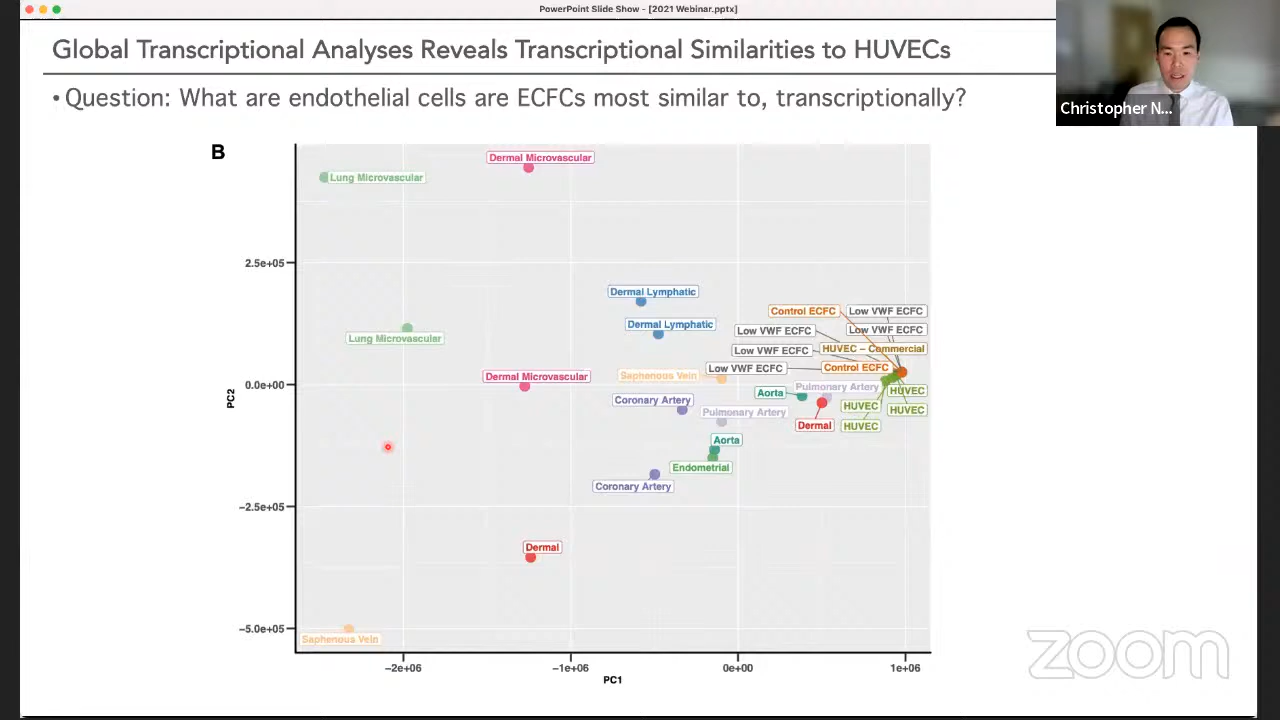 PowerPoint Slide Show - [2021 Webinar.pptx]
Global Transcriptional Analyses Reveals Transcriptional Similarities to HUVECs
• Question: What are endothelial cells are ECFCs most similar to, transcriptionally?
Christopher N...
B
Dermal Microvascular
Lung Microvascular
2.5e+05
Dermal Lymphatic
Control ECFC
Low VWF ECFC
Dermal Lymphatic
Low VWF ECFC
Low VWF ECFC
Lung Microvascular
Low VWF ECFC
HUVEC – Commercial
Low VWF ECFC
Control ECFC
Dermal Microvascular
Saphenous Vein
0.0e+00
Pulmonary Artery
HUVEC
Aorta
PC2
Coronary Artery
HUVEC
Pulmonary Artery
HUVEC
Dermal
HUVEC
Aorta
Endometrial
Coronary Artery
−2.5e+05
Dermal
−5.0e+05
Saphenous Vein
−2e+06
−1e+06
0e+00
1e+06
PC1
zoom